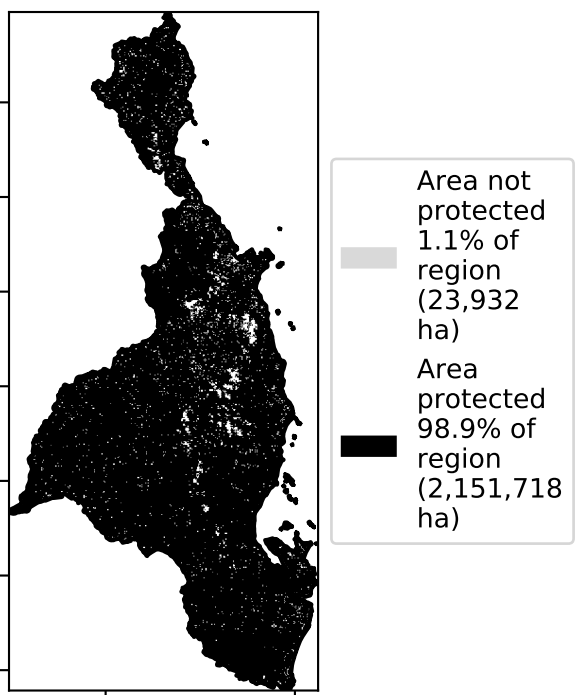 Area not
protected
1.1% of
region
(23,932
ha)
Area
protected
98.9% of
region
(2,151,718
ha)